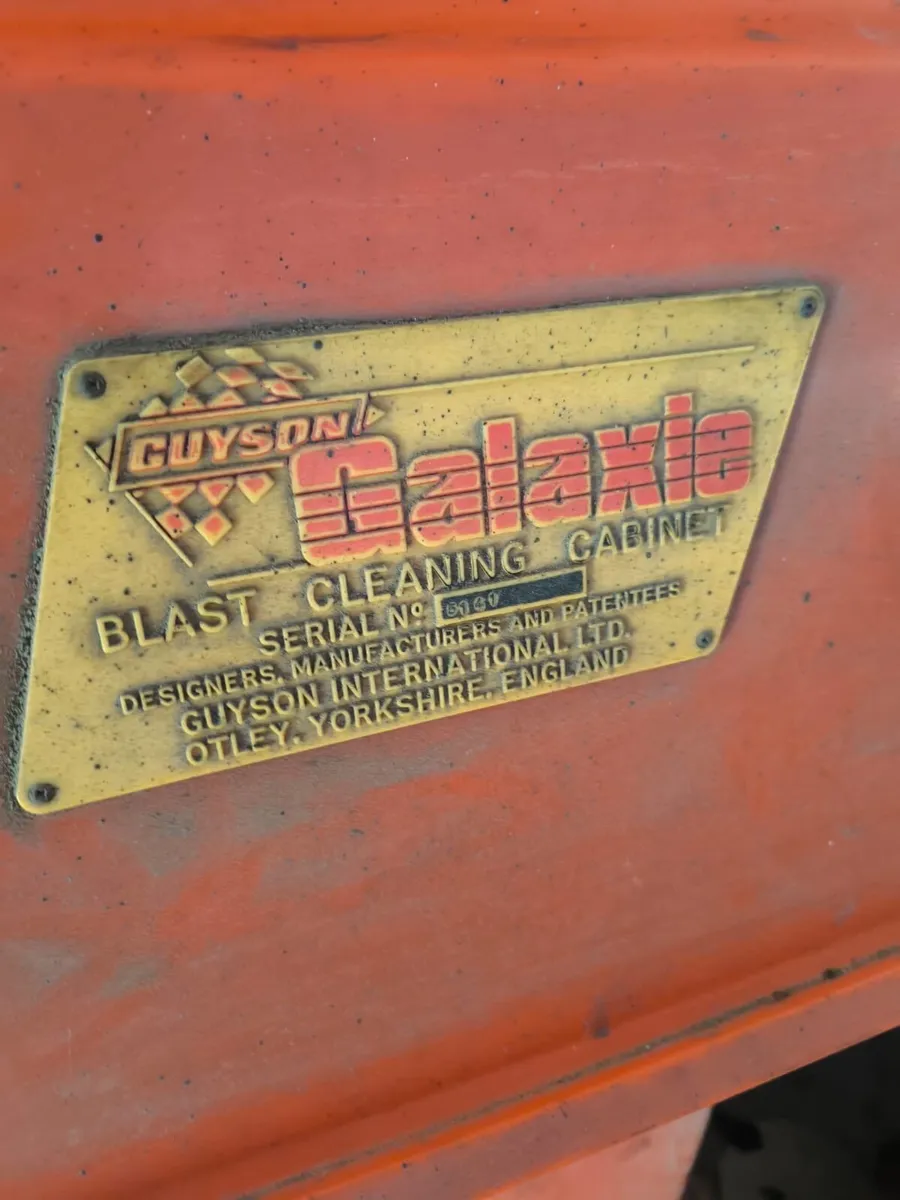 GUYSON
Galaxie
BLAST CLEANING CABINET
SERIAL Nº
DESIGNERS, MANUFACTURERS AND PATENTEES
GUYSON INTERNATIONAL LTD.
OTLEY, YORKSHIRE, ENGLAND